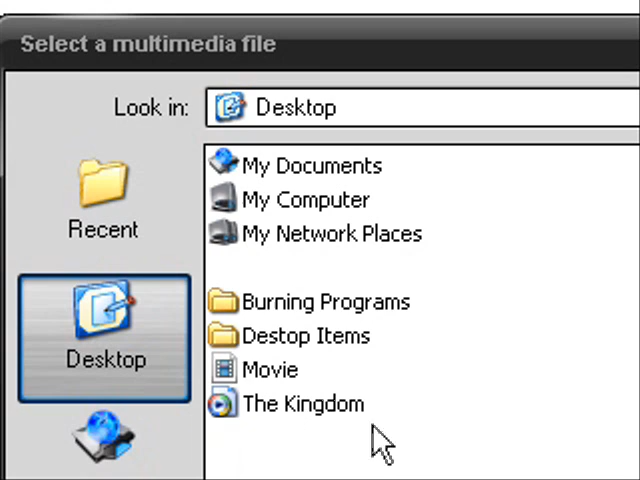 Select a multimedia file
Look in: Desktop
My Documents
My Computer
Recent
My Network Places
Burning Programs
Destop Items
Desktop
Movie
The Kingdom